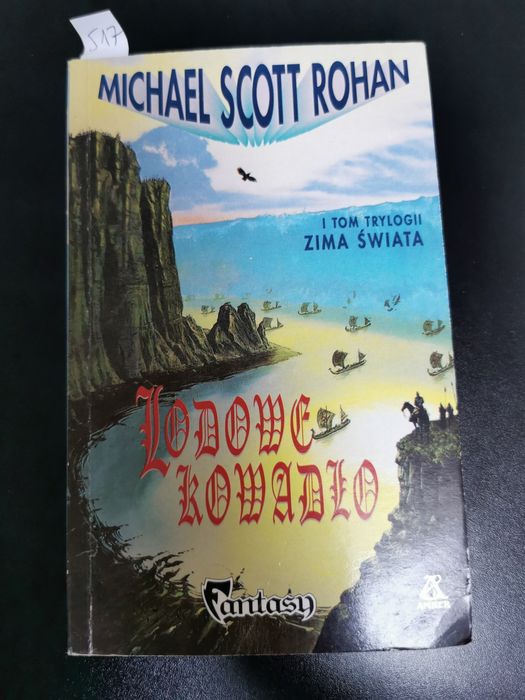 517
MICHAEL SCOTT ROHAN
I TOM TRYLOGII
ZIMA ŚWIATA
LODOWE
KOWADŁO
Fantasy
AMBER